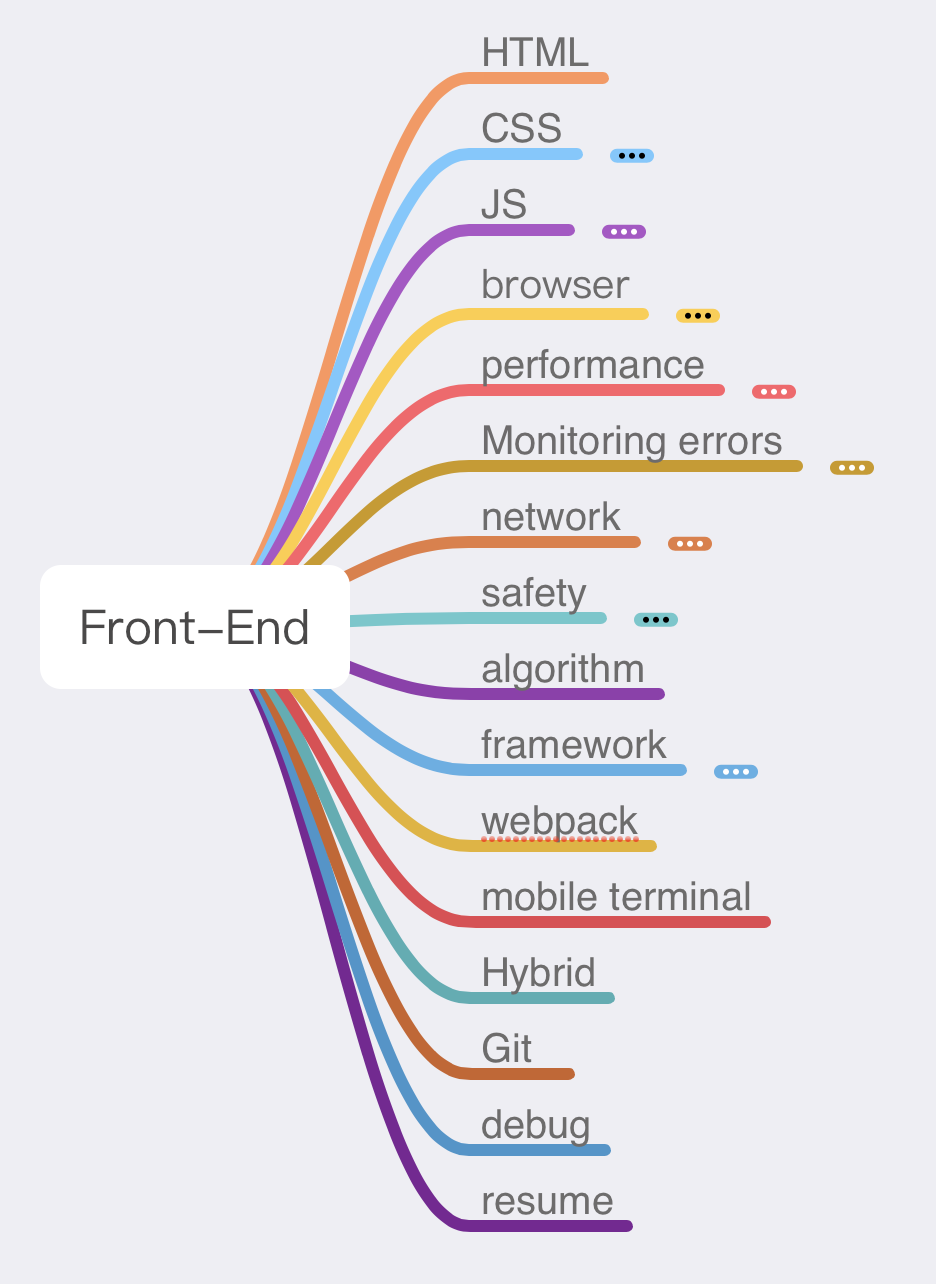 HTML
CSS
JS
browser
performance
Monitoring errors
network
Front–End
safety
algorithm
framework
webpack
mobile terminal
Hybrid
Git
debug
resume